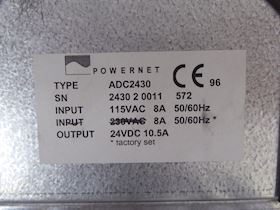 POWERNET
CE 96
TYPE ADC2430
SN 2430 2 0011 572
INPUT 115VAC 8A 50/60Hz
INPUT 230VAC 8A 50/60Hz *
OUTPUT 24VDC 10.5A
* factory set